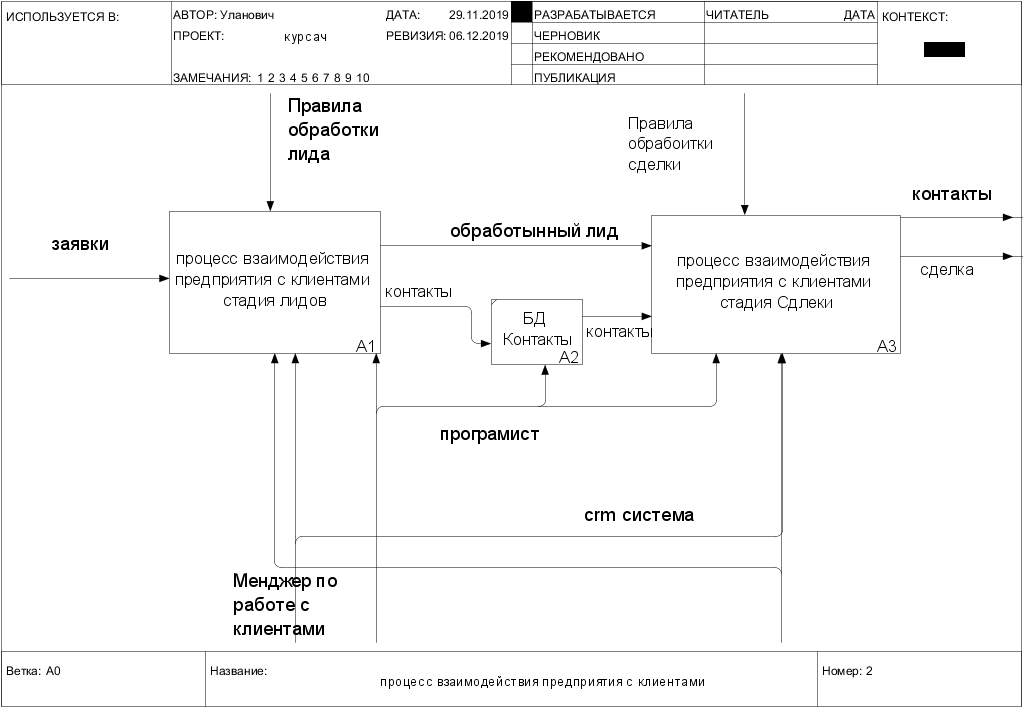 ИСПОЛЬЗУЕТСЯ В:
АВТОР: Уланович
ДАТА: 29.11.2019
ПРОЕКТ: курсач
РЕВИЗИЯ: 06.12.2019
ЗАМЕЧАНИЯ: 1 2 3 4 5 6 7 8 9 10
РАЗРАБАТЫВАЕТСЯ
ЧЕРНОВИК
РЕКОМЕНДОВАНО
ПУБЛИКАЦИЯ
ЧИТАТЕЛЬ
ДАТА
КОНТЕКСТ:
Правила
обработки
лида
Правила
обрабоитки
сделки
заявки
процесс взаимодействия
предприятия с клиентами
стадия лидов
A1
обработынный лид
контакты
БД
Контакты
A2
контакты
процесс взаимодействия
предприятия с клиентами
стадия Сдлеки
A3
контакты
сделка
програмист
crm система
Менджер по
работе с
клиентами
Ветка: A0
Название:
процесс взаимодействия предприятия с клиентами
Номер: 2